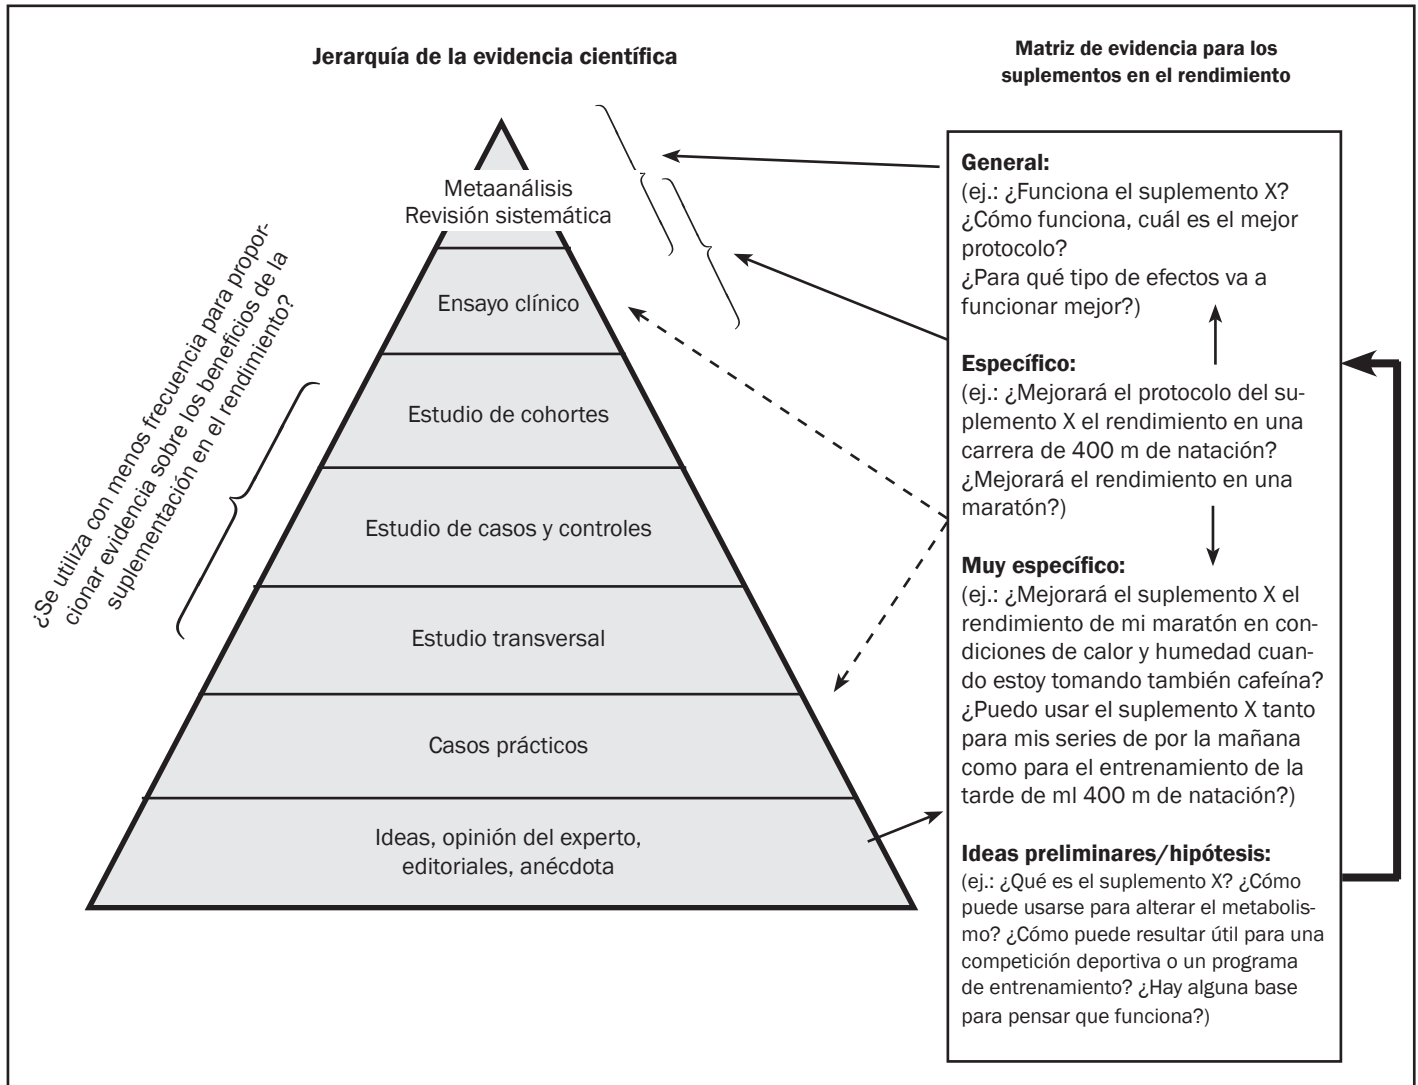 Jerarquía de la evidencia científica
Matriz de evidencia para los
suplementos en el rendimiento
Metaanálisis
Revisión sistemática
Ensayo clínico
Estudio de cohortes
Estudio de casos y controles
Estudio transversal
Casos prácticos
Ideas, opinión del experto,
editoriales, anécdota
¿Se utiliza con menos frecuencia para propor-
cionar evidencia sobre los beneficios de la
suplementación en el rendimiento?
General:
(ej.: ¿Funciona el suplemento X?
¿Cómo funciona, cuál es el mejor
protocolo?
¿Para qué tipo de efectos va a
funcionar mejor?)
Específico:
(ej.: ¿Mejorará el protocolo del su-
plemento X el rendimiento en una
carrera de 400 m de natación?
¿Mejorará el rendimiento en una
maratón?)
Muy específico:
(ej.: ¿Mejorará el suplemento X el
rendimiento de mi maratón en con-
diciones de calor y humedad cuan-
do estoy tomando también cafeína?
¿Puedo usar el suplemento X tanto
para mis series de por la mañana
como para el entrenamiento de la
tarde de ml 400 m de natación?)
Ideas preliminares/hipótesis:
(ej.: ¿Qué es el suplemento X? ¿Cómo
puede usarse para alterar el metabolis-
mo? ¿Cómo puede resultar útil para una
competición deportiva o un programa
de entrenamiento? ¿Hay alguna base
para pensar que funciona?)